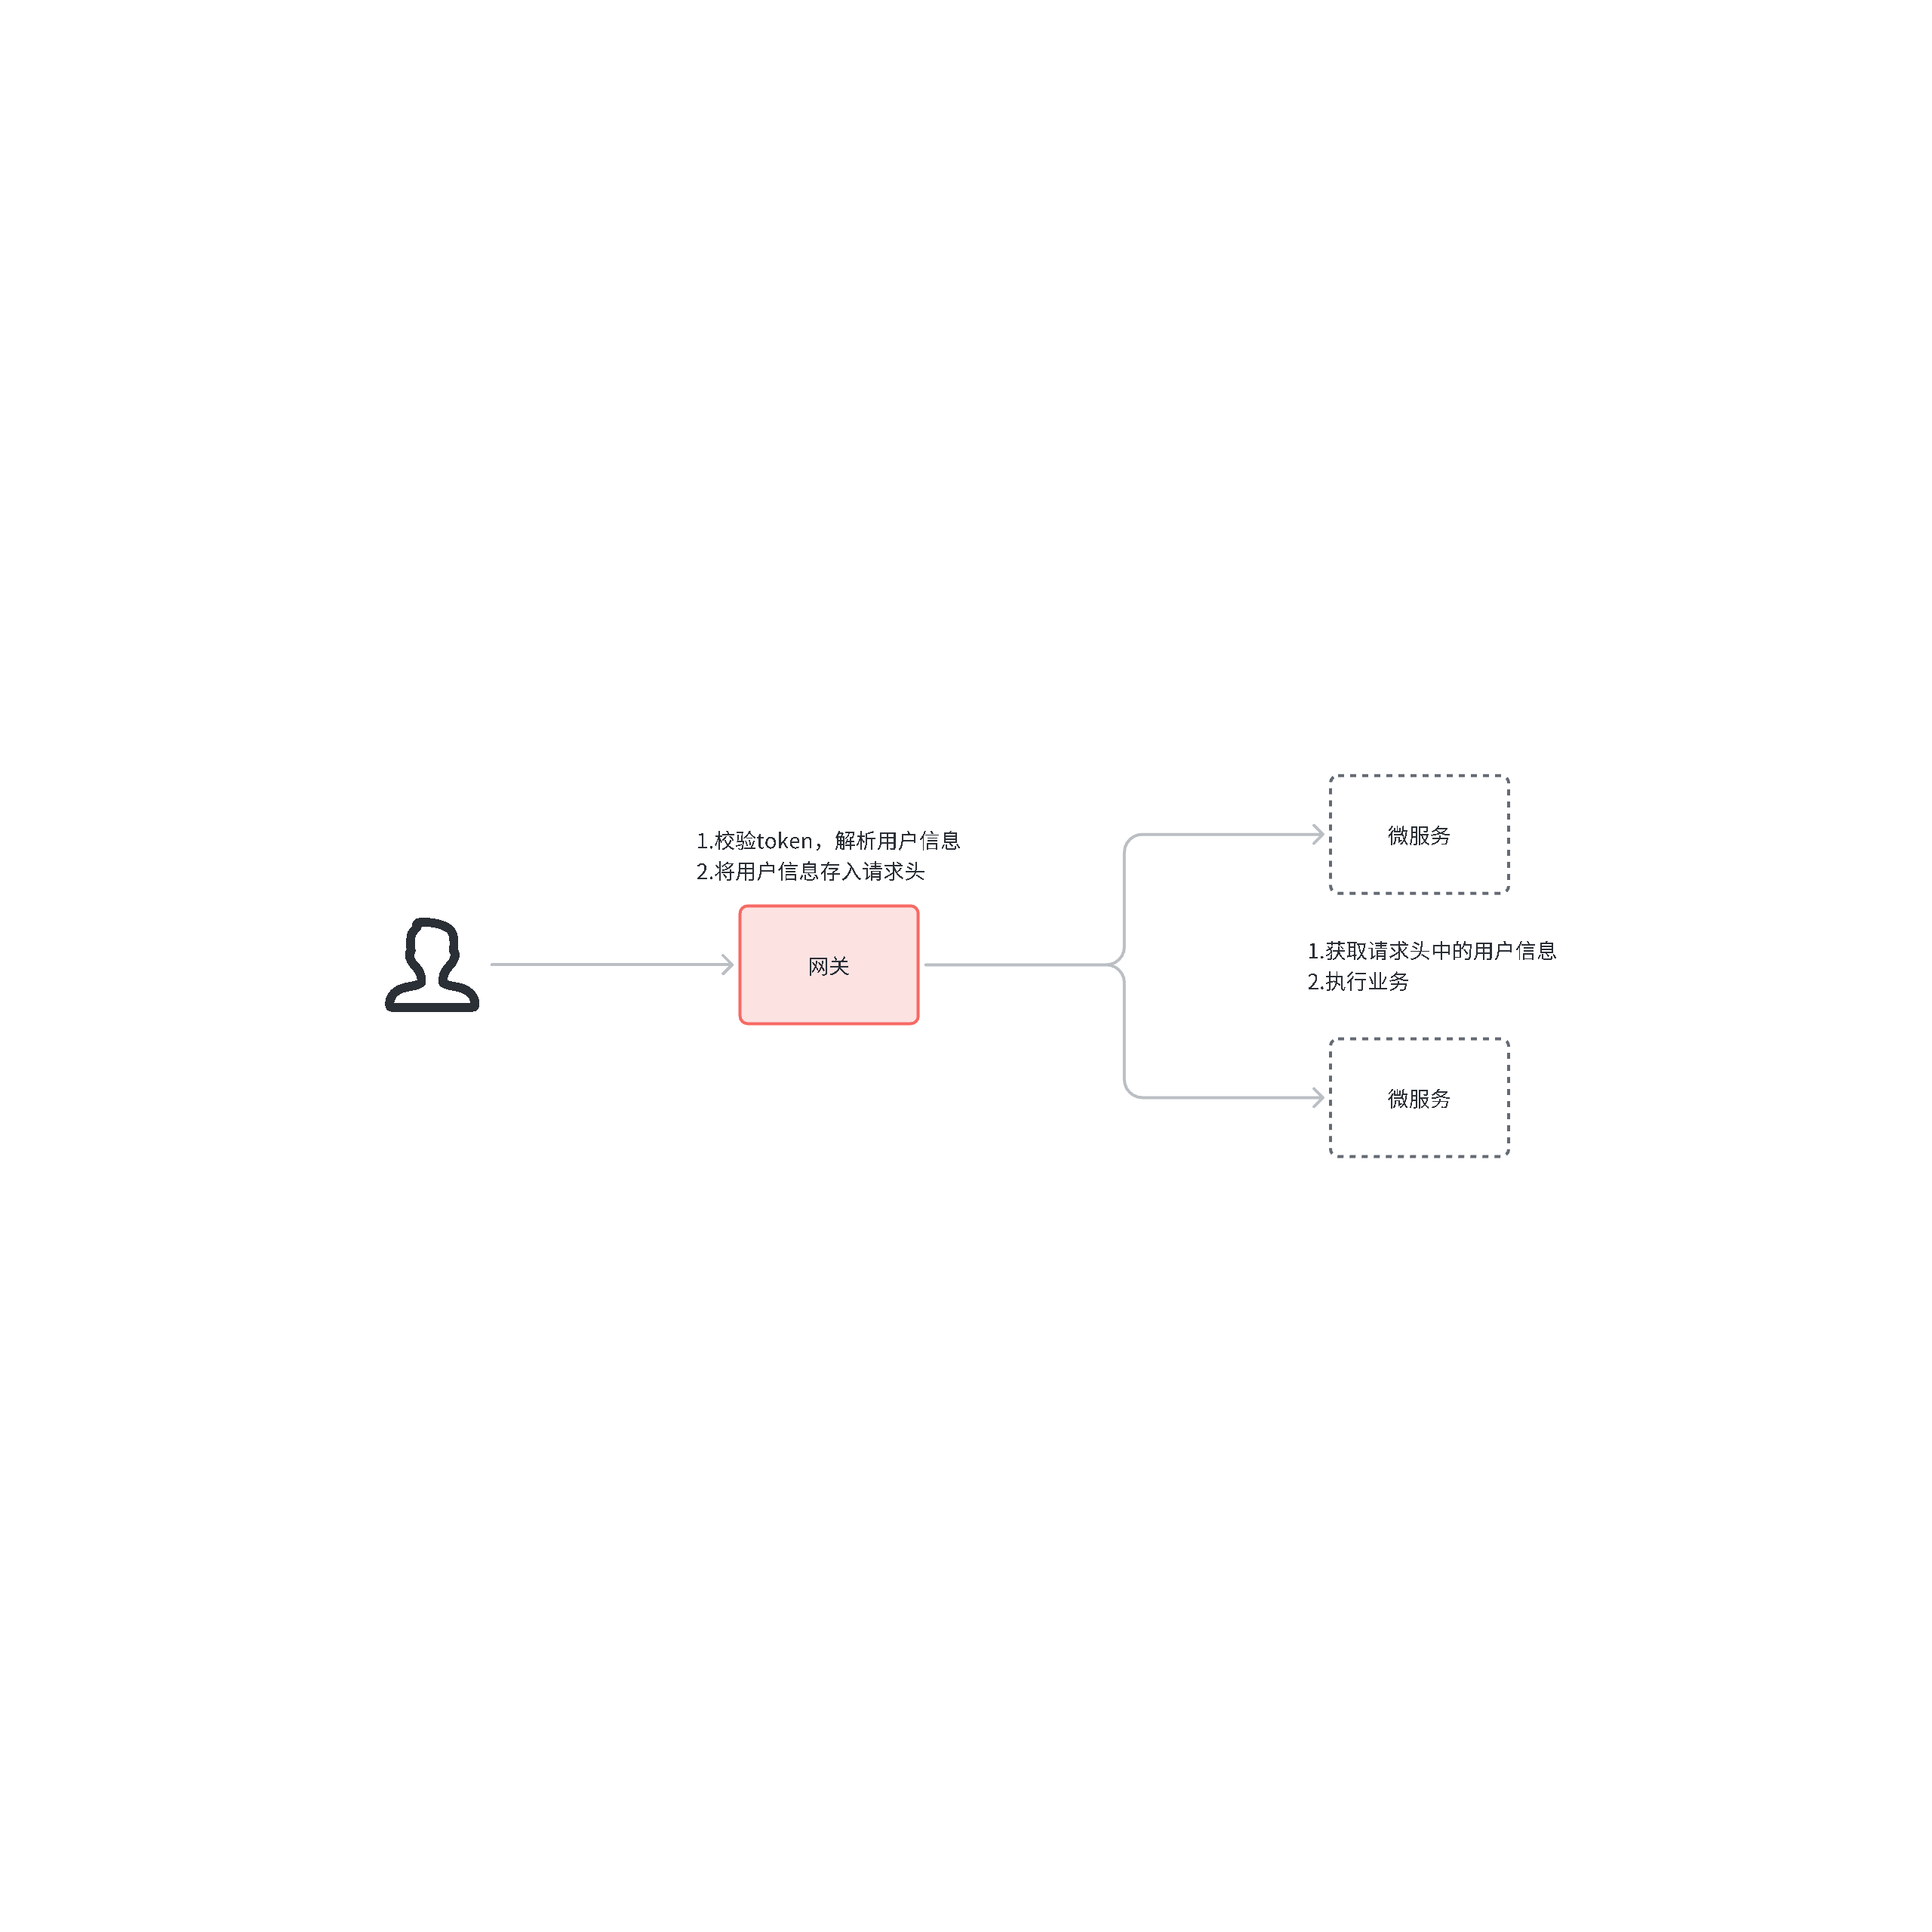 1.校验token，解析用户信息
2.将用户信息存入请求头
网关
微服务
1.获取请求头中的用户信息
2.执行业务
微服务